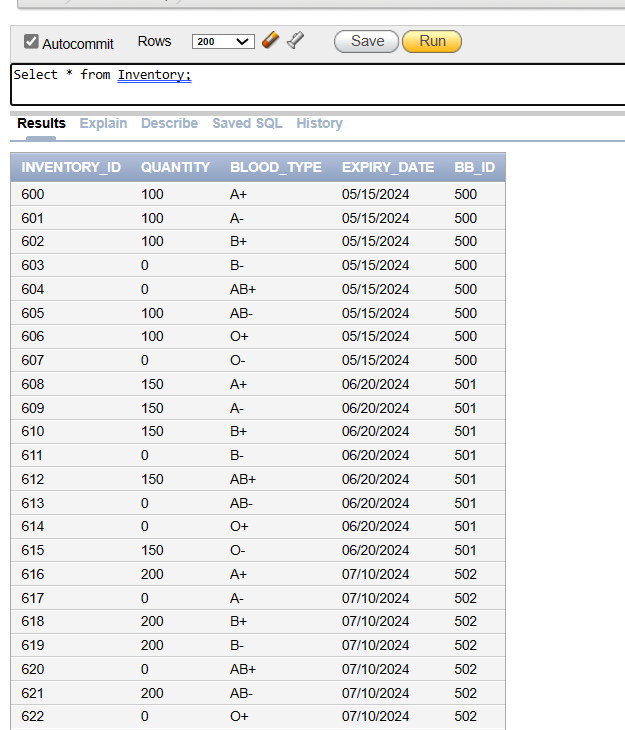 Autocommit Rows 200 Save Run
Select * from Inventory;
Results Explain Describe Saved SQL History
INVENTORY_ID QUANTITY BLOOD_TYPE EXPIRY_DATE BB_ID
600 100 A+ 05/15/2024 500
601 100 A- 05/15/2024 500
602 100 B+ 05/15/2024 500
603 0 B- 05/15/2024 500
604 0 AB+ 05/15/2024 500
605 100 AB- 05/15/2024 500
606 100 O+ 05/15/2024 500
607 0 O- 05/15/2024 500
608 150 A+ 06/20/2024 501
609 150 A- 06/20/2024 501
610 150 B+ 06/20/2024 501
611 0 B- 06/20/2024 501
612 150 AB+ 06/20/2024 501
613 0 AB- 06/20/2024 501
614 0 O+ 06/20/2024 501
615 150 O- 06/20/2024 501
616 200 A+ 07/10/2024 502
617 0 A- 07/10/2024 502
618 200 B+ 07/10/2024 502
619 200 B- 07/10/2024 502
620 0 AB+ 07/10/2024 502
621 200 AB- 07/10/2024 502
622 0 O+ 07/10/2024 502